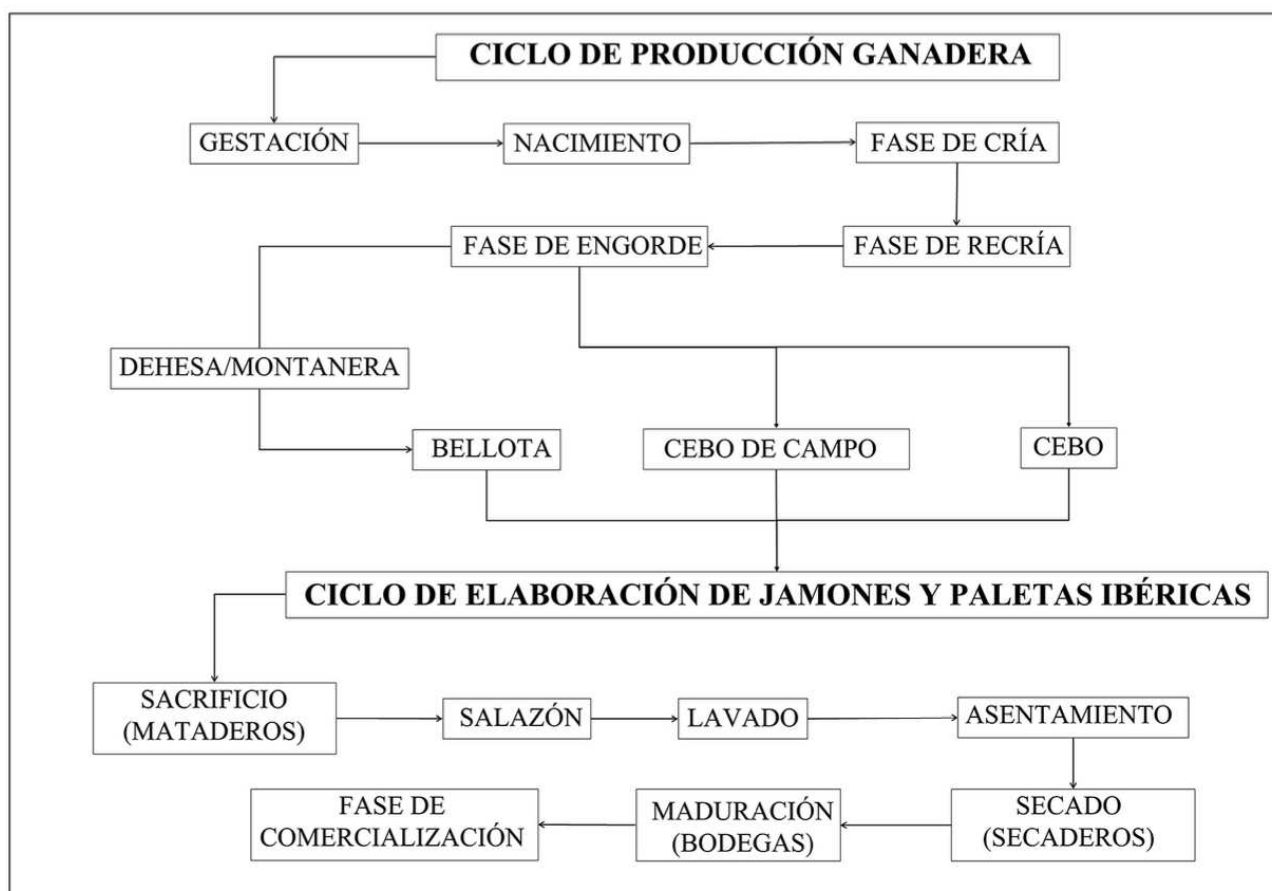 CICLO DE PRODUCCIÓN GANADERA
GESTACIÓN
NACIMIENTO
FASE DE CRÍA
FASE DE RECRÍA
FASE DE ENGORDE
DEHESA/MONTANERA
BELLOTA
CEBO DE CAMPO
CEBO
CICLO DE ELABORACIÓN DE JAMONES Y PALETAS IBÉRICAS
SACRIFICIO
(MATADEROS)
SALAZÓN
LAVADO
ASENTAMIENTO
SECADO
(SECADEROS)
MADURACIÓN
(BODEGAS)
FASE DE
COMERCIALIZACIÓN